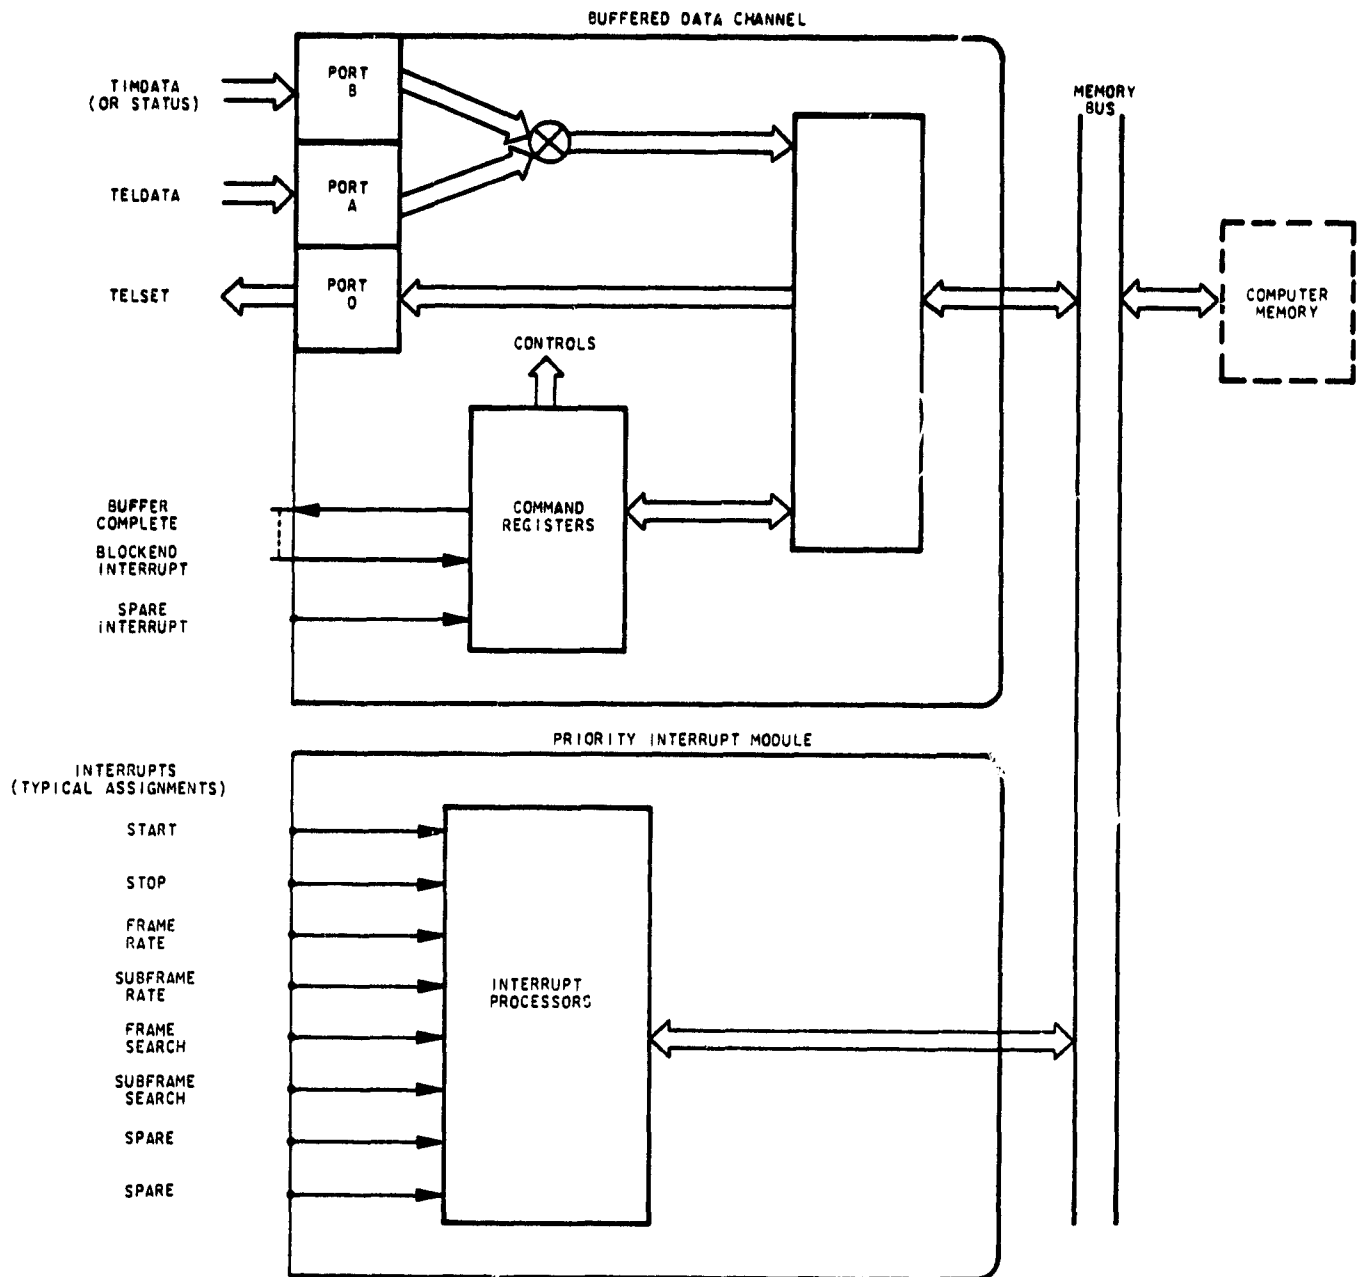 BUFFERED DATA CHANNEL
TIMDATA
(OR STATUS)
PORT
B
MEMORY
BUS
TELDATA
PORT
A
TELSET
PORT
O
COMPUTER
MEMORY
CONTROLS
BUFFER
COMPLETE
COMMAND
REGISTERS
BLOCKEND
INTERRUPT
SPARE
INTERRUPT
PRIORITY INTERRUPT MODULE
INTERRUPTS
(TYPICAL ASSIGNMENTS)
START
STOP
FRAME
RATE
SUBFRAME
RATE
INTERRUPT
PROCESSORS
FRAME
SEARCH
SUBFRAME
SEARCH
SPARE
SPARE